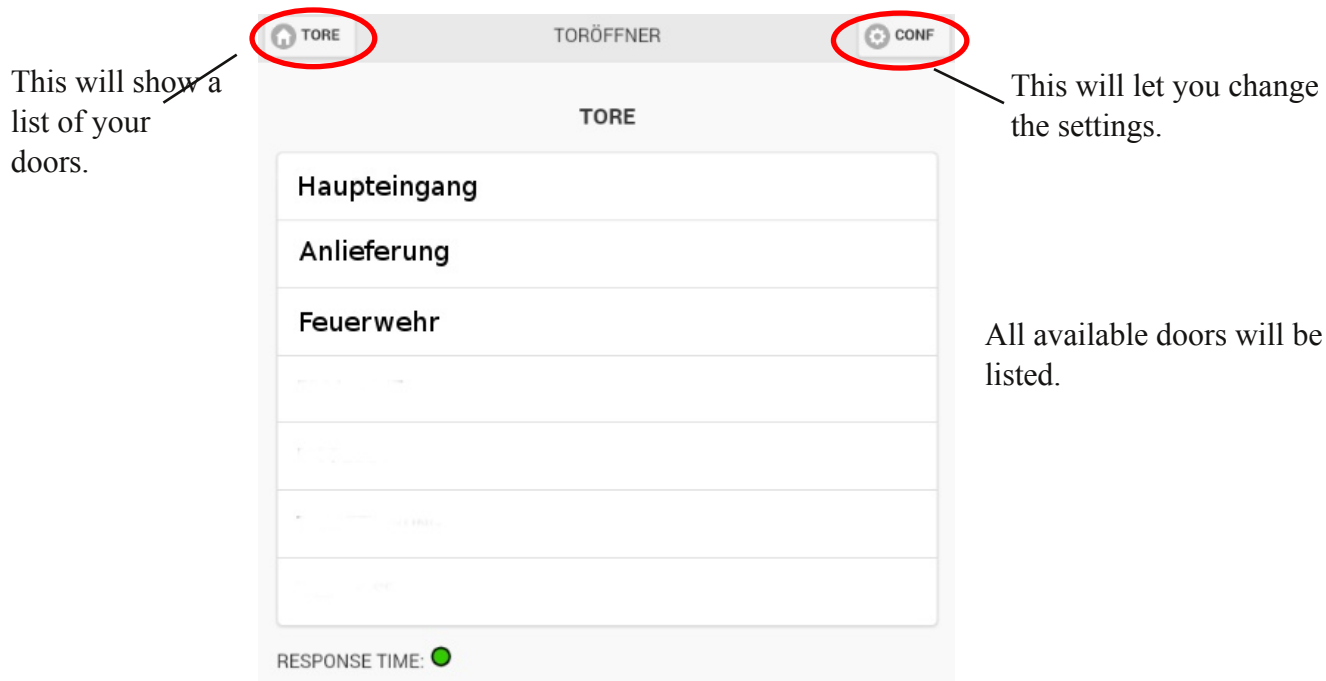 TORE
TORÖFFNER
CONF
This will show a
list of your
doors.
This will let you change
the settings.
TORE
Haupteingang
Anlieferung
Feuerwehr
All available doors will be
listed.
RESPONSE TIME: